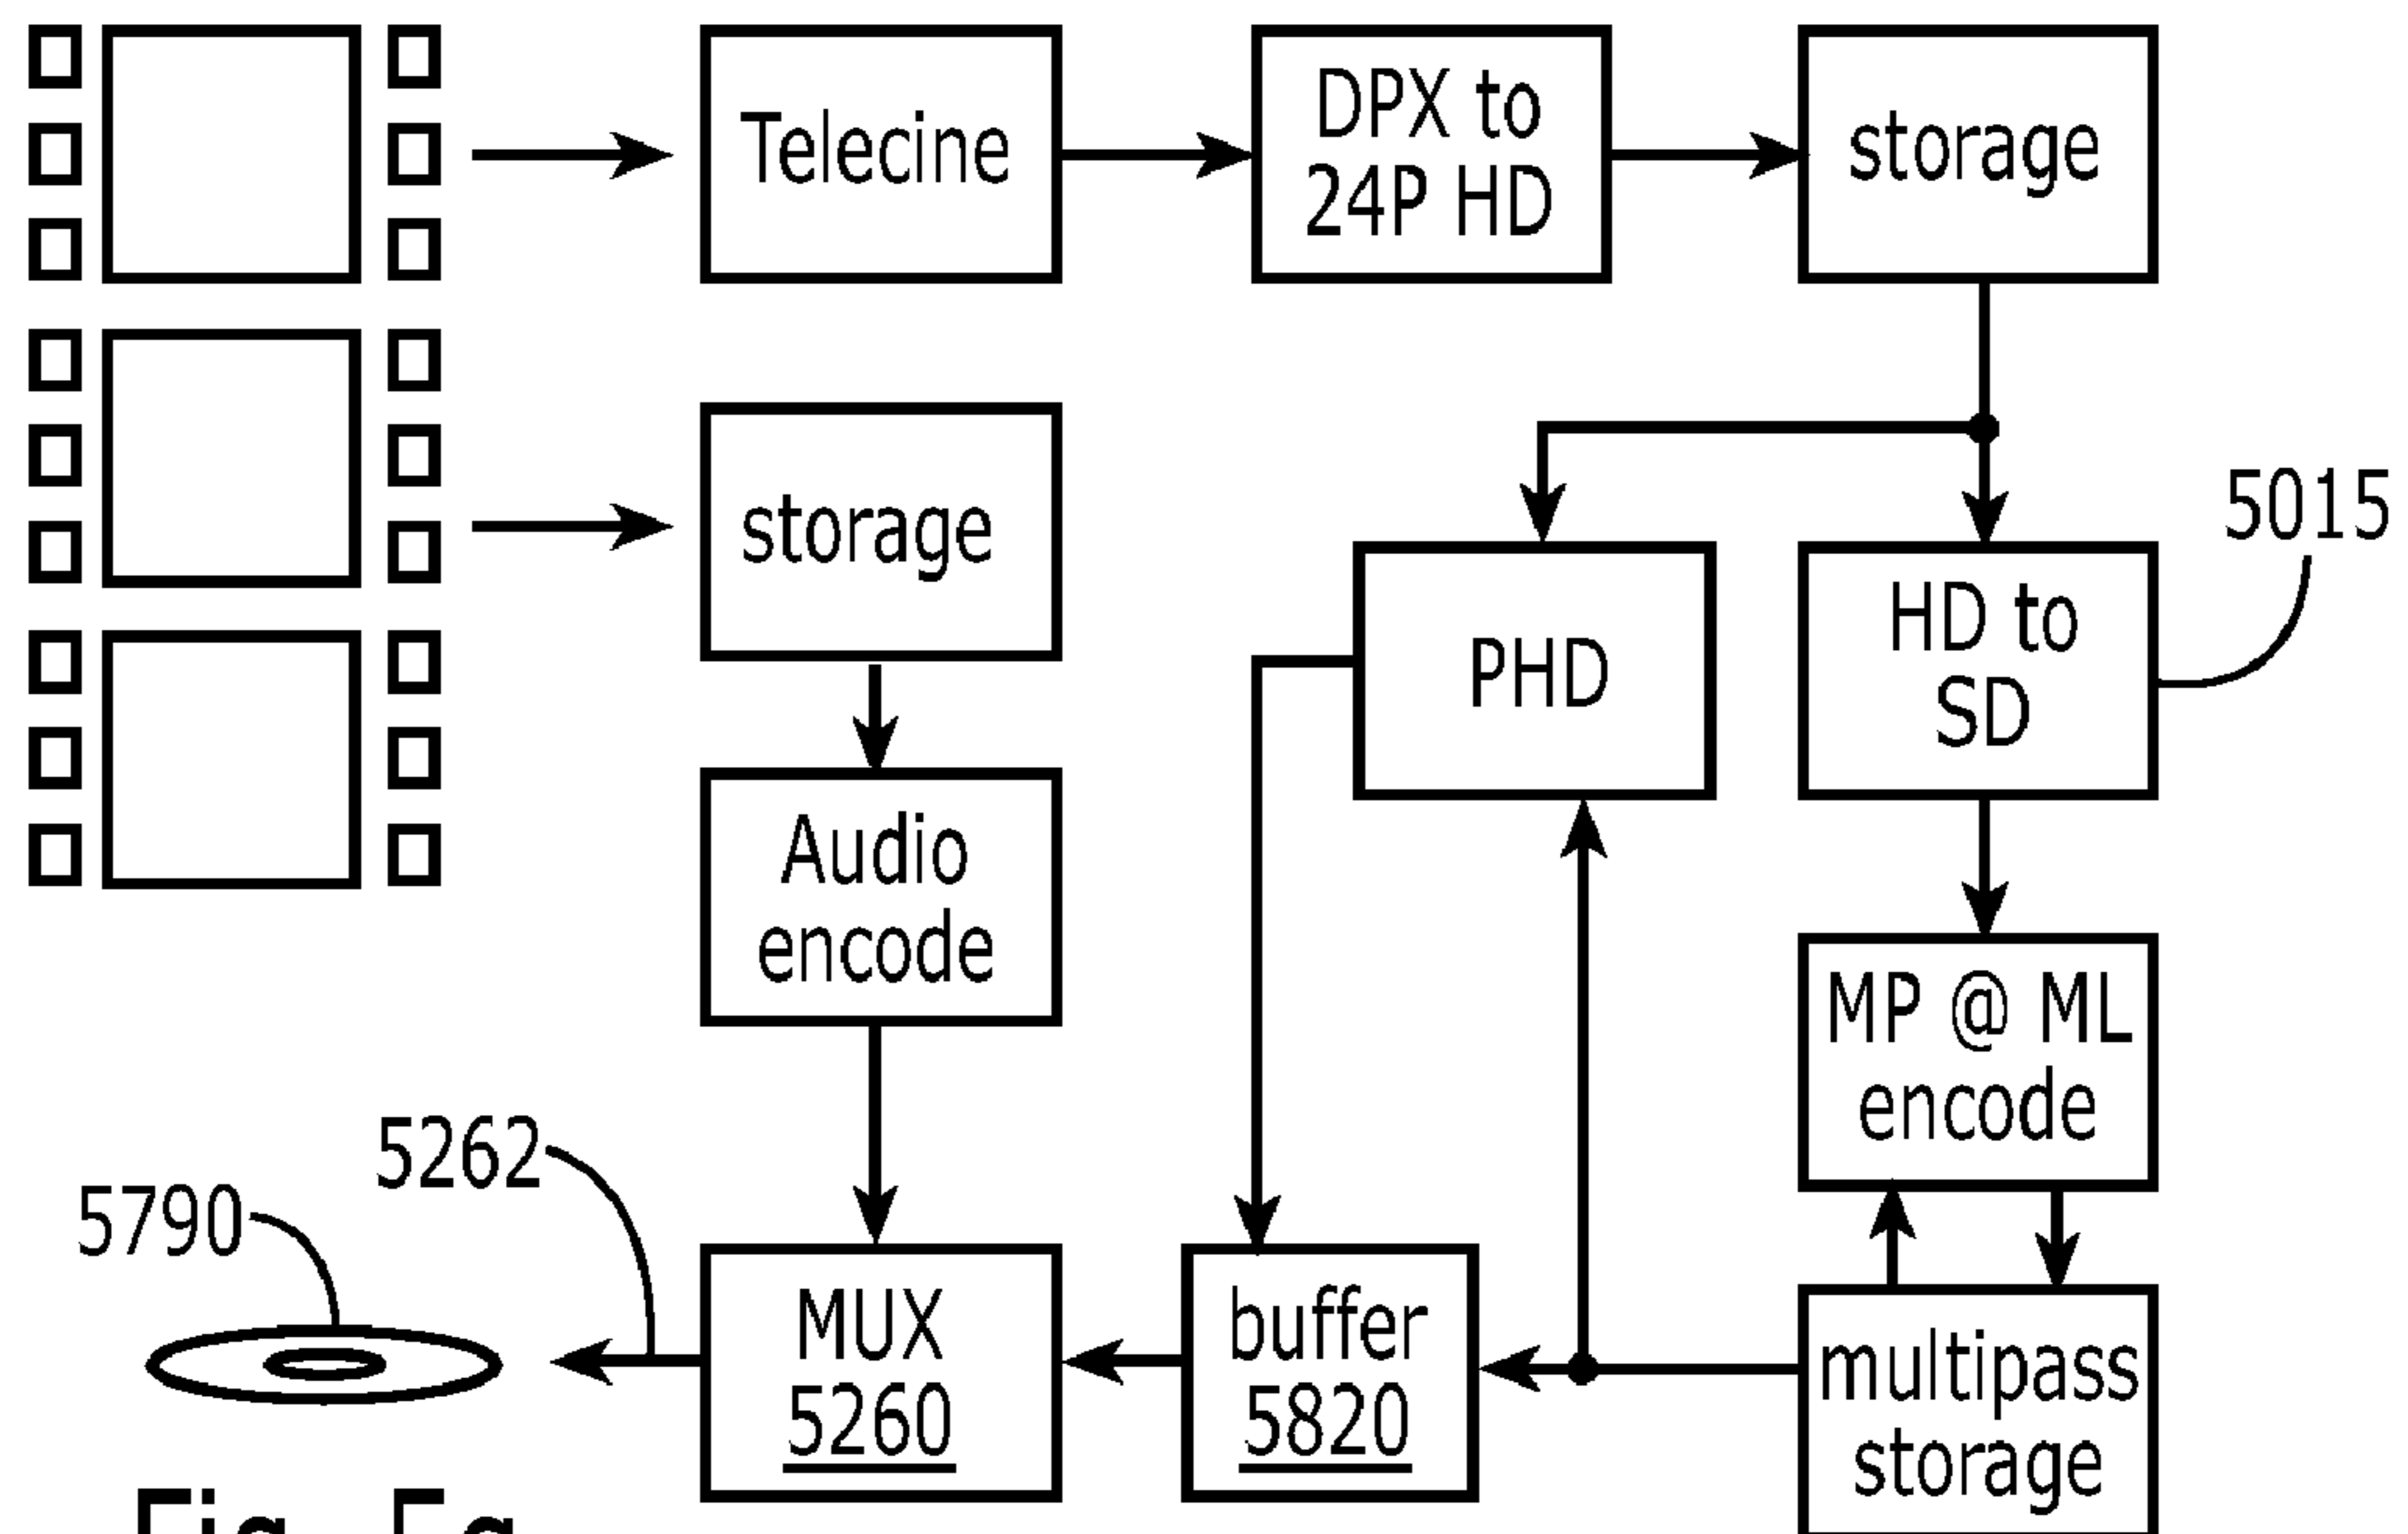 Telecine
DPX to
24P HD
storage
storage
PHD
HD to
SD
5015
Audio
encode
MP @ ML
encode
5262
5790
MUX
5260
buffer
5820
multipass
storage